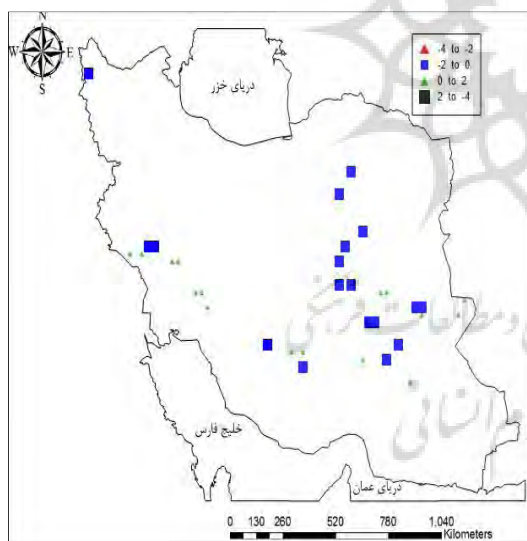 N
W E
S
-4 to -2
-2 to 0
0 to 2
2 to -4
دریای خزر
خلیج فارس
دریای عمان
0 130 260 520 780 1,040
Kilometers